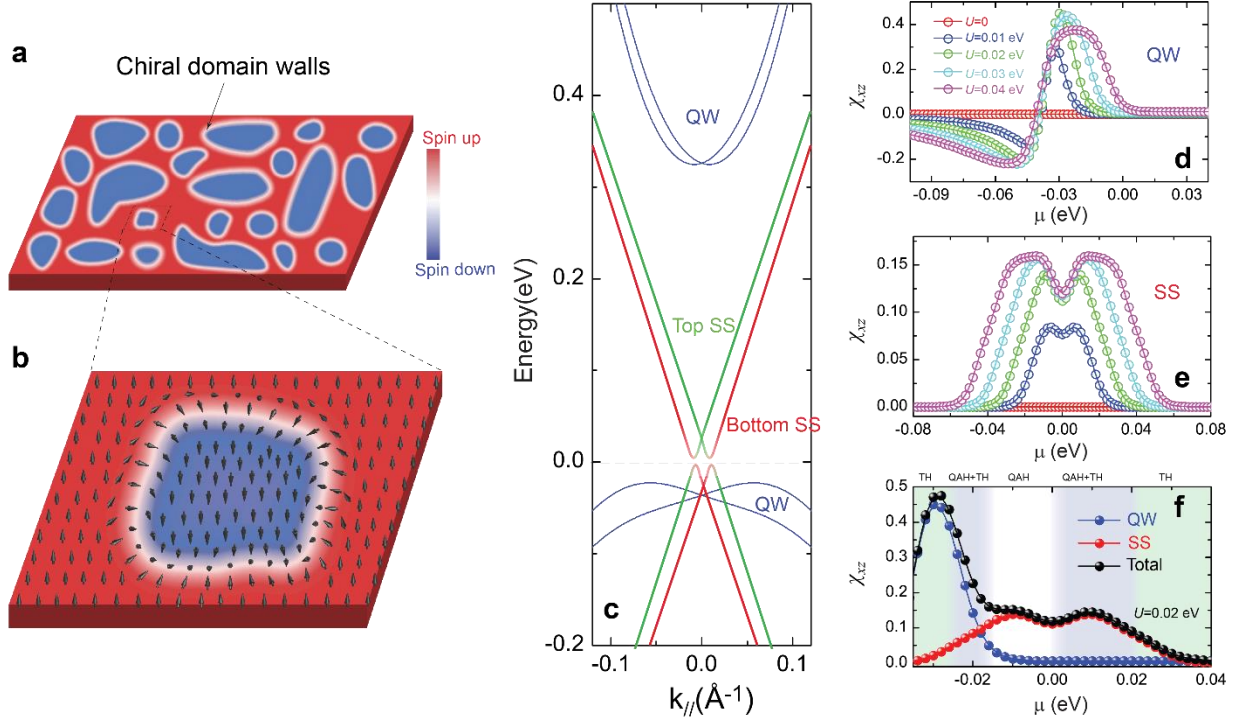 a
Chiral domain walls
Spin up
Spin down
b
Energy(eV)
0.4
0.2
0.0
-0.2
QW
Top SS
Bottom SS
QW
c
-0.1
0.0
0.1
k//(Å-1)
χxz
0.4
0.2
0.0
-0.2
U=0
U=0.01 eV
U=0.02 eV
U=0.03 eV
U=0.04 eV
QW
d
-0.09
-0.06
-0.03
0.00
0.03
μ (eV)
χxz
0.15
0.10
0.05
0.00
SS
e
-0.08
-0.04
0.00
0.04
0.08
μ (eV)
TH
QAH+TH
QAH
QAH+TH
TH
χxz
0.5
0.4
0.3
0.2
0.1
0.0
f
QW
SS
Total
U=0.02 eV
-0.02
0.00
0.02
0.04
μ (eV)